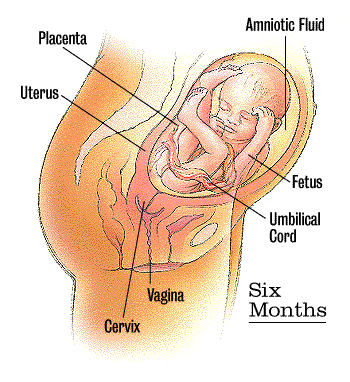 Amniotic Fluid
Placenta
Uterus
Fetus
Umbilical
Cord
Vagina
Cervix
Six
Months